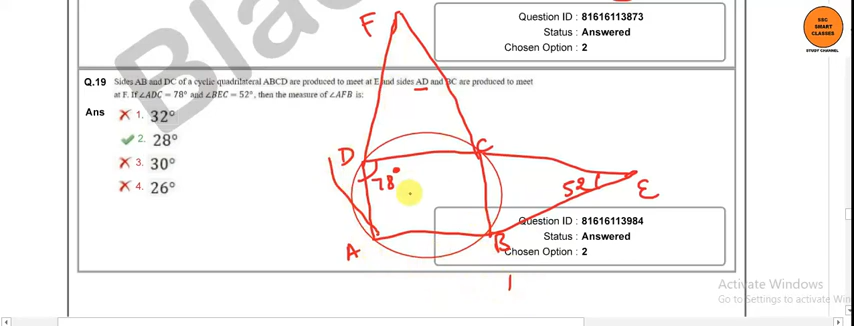 Question ID : 81616113873
Status : Answered
Chosen Option : 2
SSC
SMART
CLASSES
STUDY CHANNEL
Q.19 Sides AB and DC of a cyclic quadrilateral ABCD are produced to meet at E and sides AD and BC are produced to meet
at F. If ∠ADC = 78° and ∠BEC = 52°, then the measure of ∠AFB is:
Ans
1. 32°
2. 28°
3. 30°
4. 26°
F
D
C
78°
52
E
A
B
Question ID : 81616113984
Status : Answered
Chosen Option : 2
Activate Windows
Go to Settings to activate Win